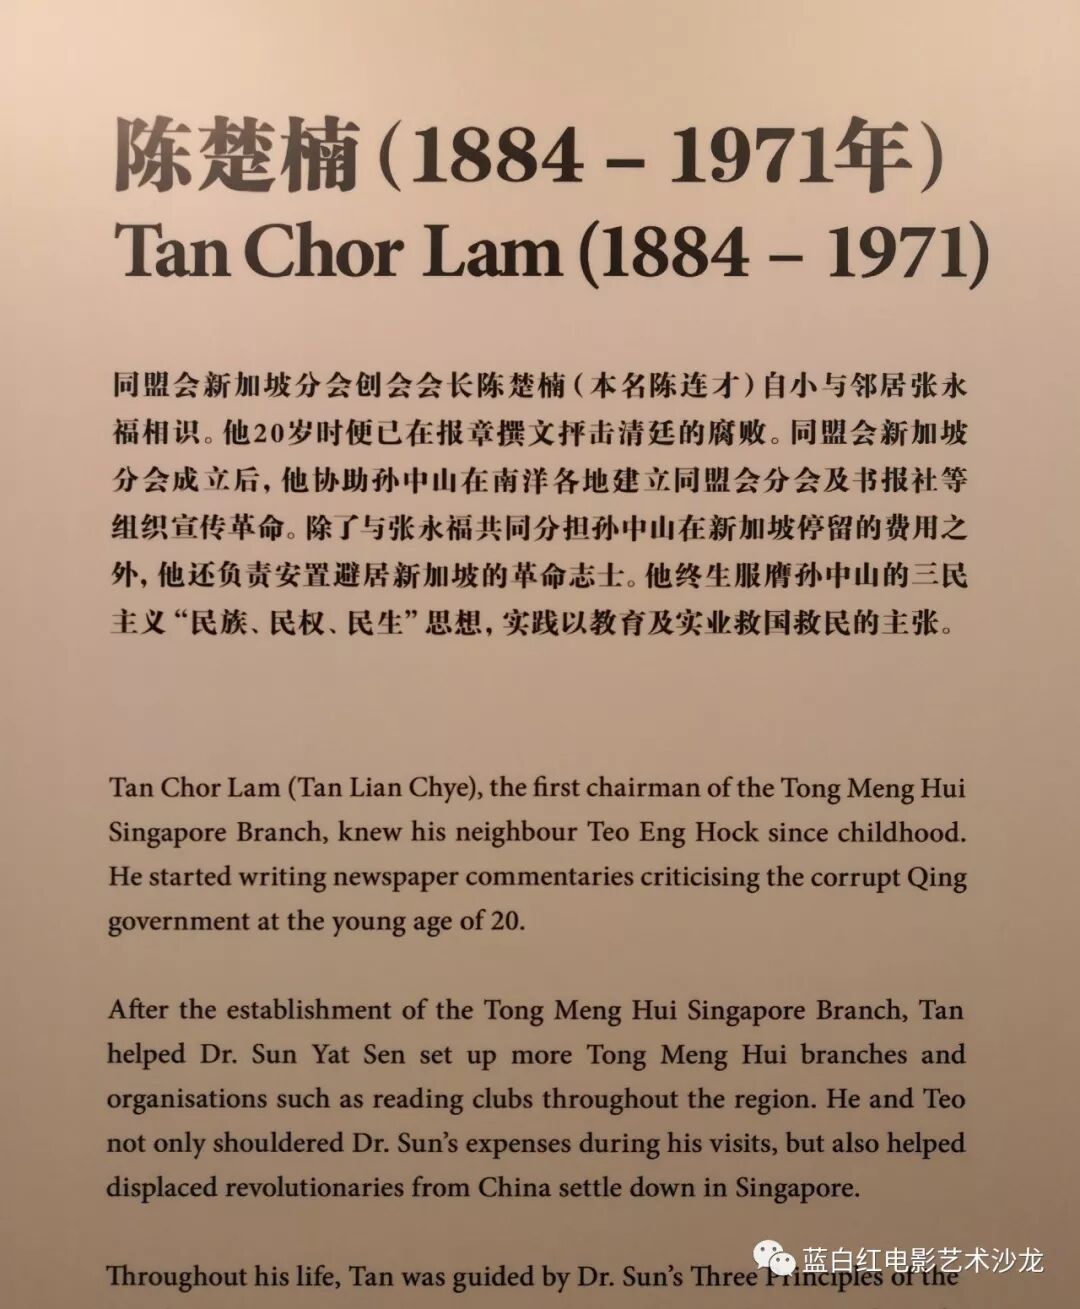 陈楚楠（1884 – 1971年）
Tan Chor Lam (1884 – 1971)
同盟会新加坡分会创会会长陈楚楠（本名陈连才）自小与邻居张永
福相识。他20岁时便已在报章撰文抨击清廷的腐败。同盟会新加坡
分会成立后，他协助孙中山在南洋各地建立同盟会分会及书报社等
组织宣传革命。除了与张永福共同分担孙中山在新加坡停留的费用之
外，他还负责安置避居新加坡的革命志士。他终生服膺孙中山的三民
主义“民族、民权、民生”思想，实践以教育及实业救国救民的主张。
Tan Chor Lam (Tan Lian Chye), the first chairman of the Tong Meng Hui
Singapore Branch, knew his neighbour Teo Eng Hock since childhood.
He started writing newspaper commentaries criticising the corrupt Qing
government at the young age of 20.
After the establishment of the Tong Meng Hui Singapore Branch, Tan
helped Dr. Sun Yat Sen set up more Tong Meng Hui branches and
organisations such as reading clubs throughout the region. He and Teo
not only shouldered Dr. Sun’s expenses during his visits, but also helped
displaced revolutionaries from China settle down in Singapore.
Throughout his life, Tan was guided by Dr. Sun’s Three Principles of the
蓝白红电影艺术沙龙